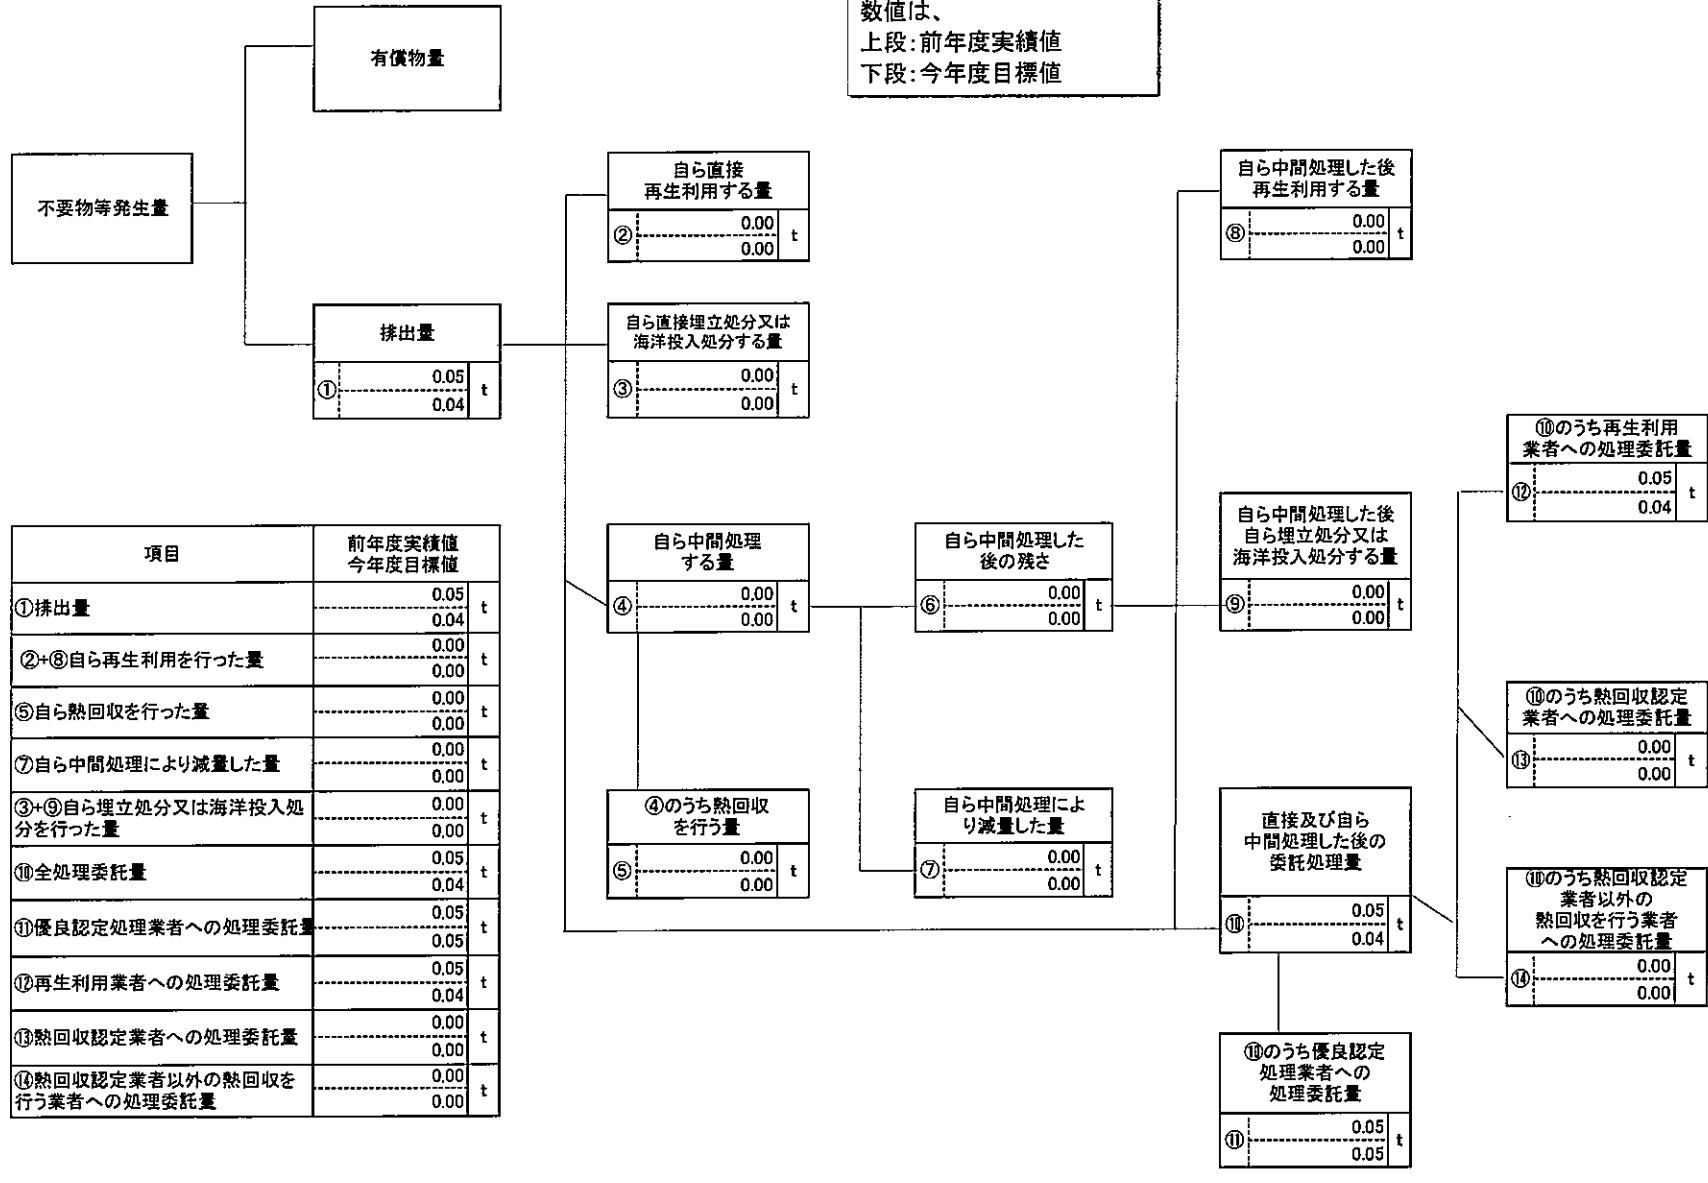 数値は、
上段:前年度実績値
下段:今年度目標値
有償物量
不要物等発生量
排出量
① 0.05 t
0.04
自ら直接
再生利用する量
② 0.00 t
0.00
自ら直接埋立処分又は
海洋投入処分する量
③ 0.00 t
0.00
自ら中間処理
する量
④ 0.00 t
0.00
④のうち熱回収
を行う量
⑤ 0.00 t
0.00
自ら中間処理した
後の残さ
⑥ 0.00 t
0.00
自ら中間処理によ
り減量した量
⑦ 0.00 t
0.00
自ら中間処理した後
再生利用する量
⑧ 0.00 t
0.00
自ら中間処理した後
自ら埋立処分又は
海洋投入処分する量
⑨ 0.00 t
0.00
直接及び自ら
中間処理した後の
委託処理量
⑩ 0.05 t
0.04
⑩のうち優良認定
処理業者への
処理委託量
⑪ 0.05 t
0.05
⑩のうち再生利用
業者への処理委託量
⑫ 0.05 t
0.04
⑩のうち熱回収認定
業者への処理委託量
⑬ 0.00 t
0.00
⑩のうち熱回収認定
業者以外の
熱回収を行う業者
への処理委託量
⑭ 0.00 t
0.00
項目 前年度実績値
今年度目標値
①排出量 0.05 t
0.04
②+⑧自ら再生利用を行った量 0.00 t
0.00
⑤自ら熱回収を行った量 0.00 t
0.00
⑦自ら中間処理により減量した量 0.00 t
0.00
③+⑨自ら埋立処分又は海洋投入処 0.00 t
分を行った量 0.00
⑩全処理委託量 0.05 t
0.04
⑪優良認定処理業者への処理委託量 0.05 t
0.05
⑫再生利用業者への処理委託量 0.05 t
0.04
⑬熱回収認定業者への処理委託量 0.00 t
0.00
⑭熱回収認定業者以外の熱回収を 0.00 t
行う業者への処理委託量 0.00